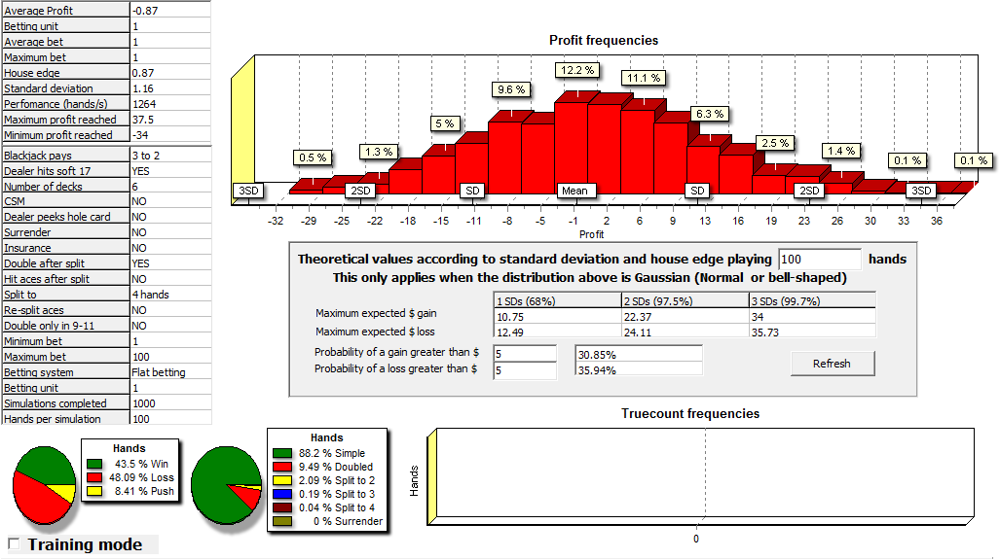 Average Profit -0.87
Betting unit 1
Average bet 1
Maximum bet 1
House edge 0.87
Standard deviation 1.16
Perfomance (hands/s) 1264
Maximum profit reached 37.5
Minimum profit reached -34
Blackjack pays 3 to 2
Dealer hits soft 17 YES
Number of decks 6
CSM NO
Dealer peeks hole card NO
Surrender NO
Insurance NO
Double after split YES
Hit aces after split NO
Split to 4 hands
Re-split aces NO
Double only in 9-11 NO
Minimum bet 1
Maximum bet 100
Betting system Flat betting
Betting unit 1
Simulations completed 1000
Hands per simulation 100
Profit frequencies
0.5 % 1.3 % 5 % 9.6 % 12.2 % 11.1 % 6.3 % 2.5 % 1.4 % 0.1 % 0.1 %
3SD 2SD SD Mean SD 2SD 3SD
-32 -29 -25 -22 -18 -15 -11 -8 -5 -1 2 6 9 12 16 19 23 26 29 33 36
Profit
Theoretical values according to standard deviation and house edge playing 100 hands
This only applies when the distribution above is Gaussian (Normal or bell-shaped)
1 SDs (68%) 2 SDs (97.5%) 3 SDs (99.7%)
Maximum expected $ gain 10.75 22.37 34
Maximum expected $ loss 12.49 24.11 35.73
Probability of a gain greater than $ 5 30.85%
Probability of a loss greater than $ 5 35.94%
Refresh
Hands
43.5 % Win
48.09 % Loss
8.41 % Push
Hands
88.2 % Simple
9.49 % Doubled
2.09 % Split to 2
0.19 % Split to 3
0.04 % Split to 4
0 % Surrender
Truecount frequencies
Hands
0
Training mode